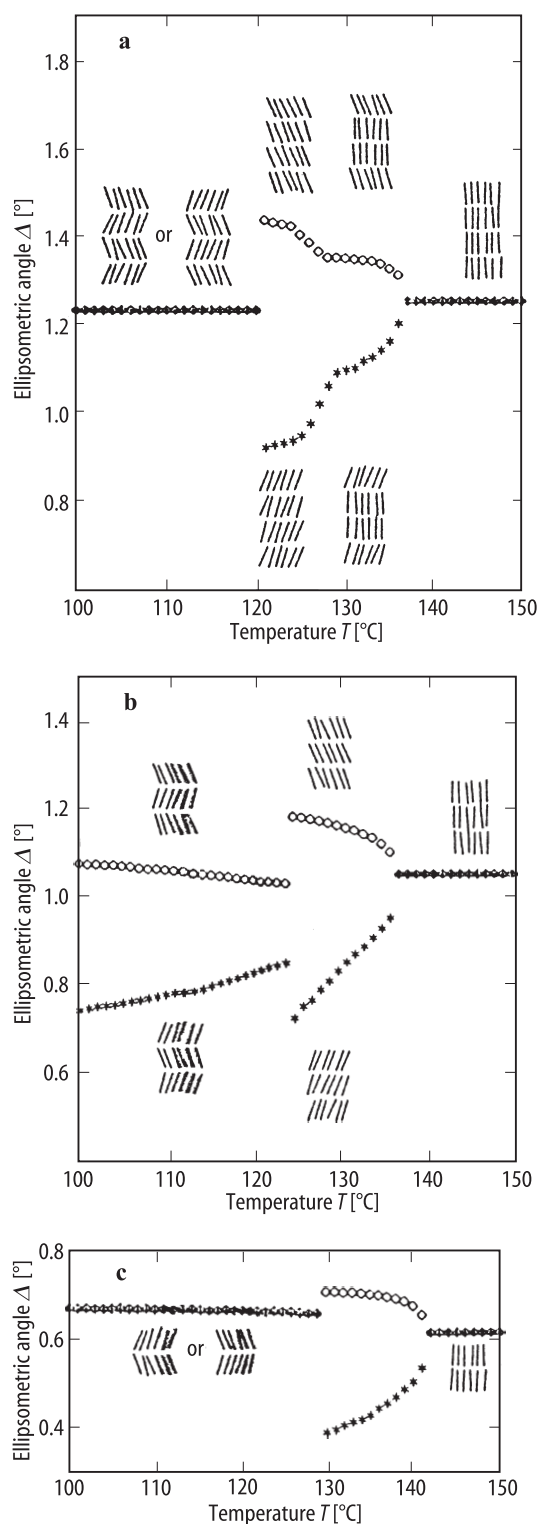 a
1.8
1.6
1.4
1.2
1.0
0.8
Ellipsometric angle Δ [°]
or
100 120 130 140 150
110
Temperature T [°C]
b
1.4
1.2
1.0
0.8
0.6
Ellipsometric angle Δ [°]
100 110 120 130 140 150
Temperature T [°C]
c
0.8
0.6
0.4
Ellipsometric angle Δ [°]
or
100 110 120 130 140 150
Temperature T [°C]